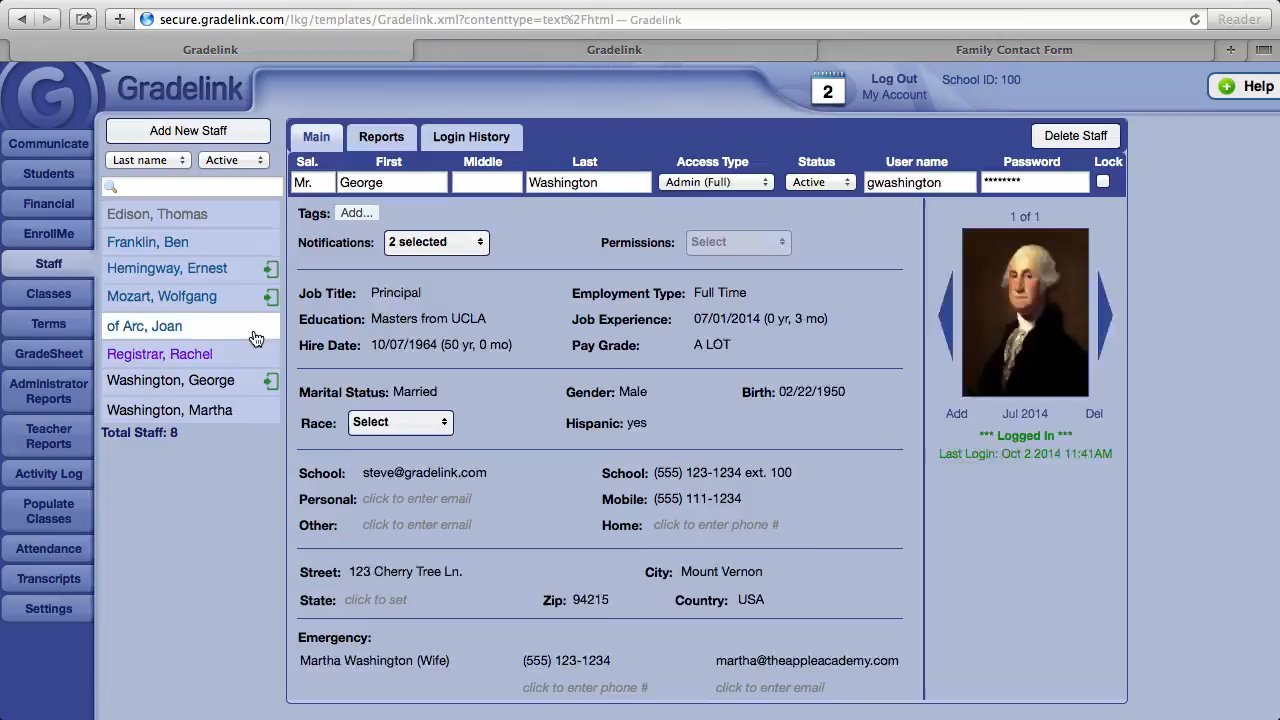 secure.gradelink.com/lkg/templates/Gradelink.xml?contenttype=text%2Fhtml — Gradelink
Reader
Gradelink
Gradelink
Family Contact Form
G Gradelink
2
Log Out
My Account
School ID: 100
Help
Communicate
Students
Financial
EnrollMe
Staff
Classes
Terms
GradeSheet
Administrator
Reports
Teacher
Reports
Activity Log
Populate
Classes
Attendance
Transcripts
Settings
Add New Staff
Last name
Active
Edison, Thomas
Franklin, Ben
Hemingway, Ernest
Mozart, Wolfgang
of Arc, Joan
Registrar, Rachel
Washington, George
Washington, Martha
Total Staff: 8
Main
Reports
Login History
Delete Staff
Sal. First Middle Last Access Type Status User name Password Lock
Mr. George Washington Admin (Full) Active gwashington ********
Tags: Add...
Notifications: 2 selected
Permissions: Select
Job Title: Principal
Employment Type: Full Time
Education: Masters from UCLA
Job Experience: 07/01/2014 (0 yr, 3 mo)
Hire Date: 10/07/1964 (50 yr, 0 mo)
Pay Grade: A LOT
Marital Status: Married
Gender: Male
Birth: 02/22/1950
Race: Select
Hispanic: yes
School: steve@gradelink.com
School: (555) 123-1234 ext. 100
Personal: click to enter email
Mobile: (555) 111-1234
Other: click to enter email
Home: click to enter phone #
Street: 123 Cherry Tree Ln.
City: Mount Vernon
State: click to set
Zip: 94215
Country: USA
Emergency:
Martha Washington (Wife) (555) 123-1234 martha@theappleacademy.com
click to enter phone # click to enter email
1 of 1
Add Jul 2014 Del
*** Logged In ***
Last Login: Oct 2 2014 11:41AM